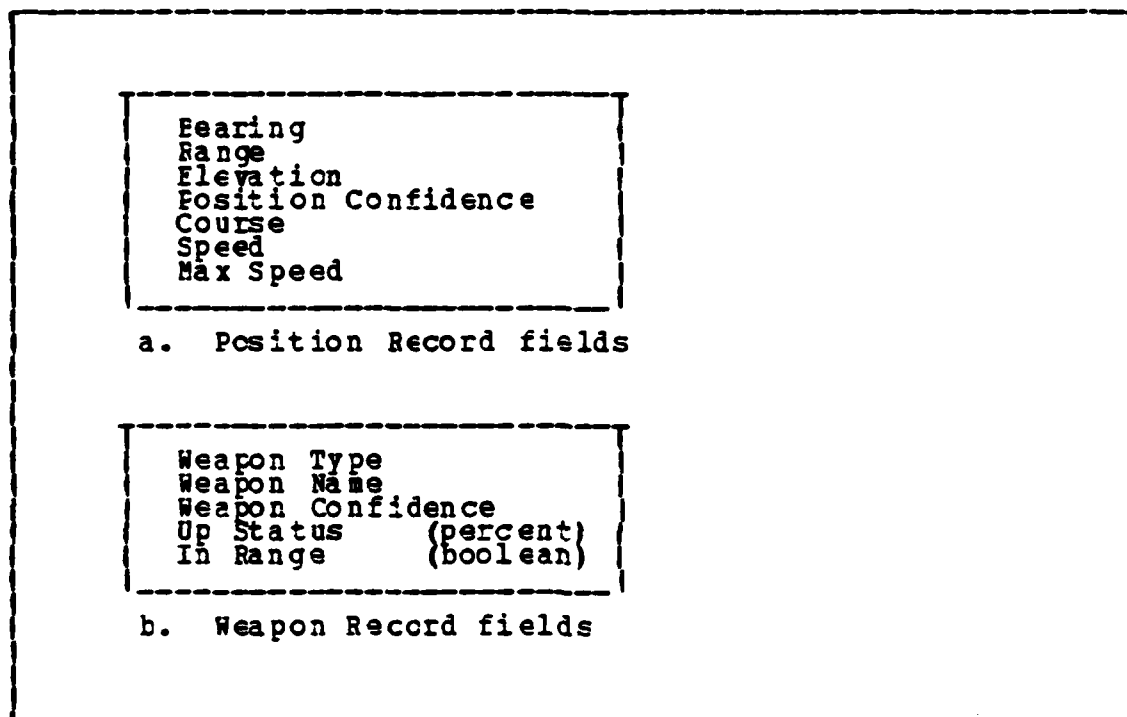 Bearing
Range
Elevation
Position Confidence
Course
Speed
Max Speed
a. Position Record fields
Weapon Type
Weapon Name
Weapon Confidence
Up Status (percent)
In Range (boolean)
b. Weapon Record fields